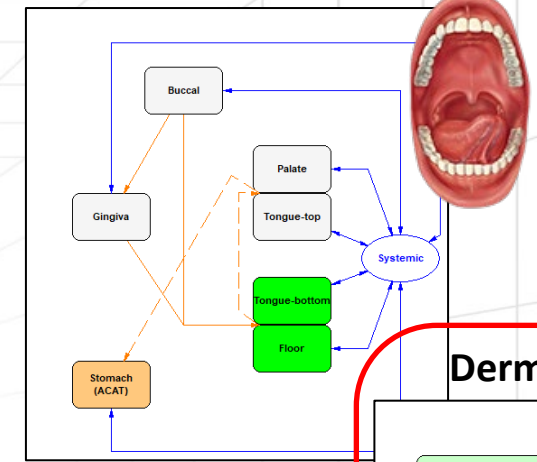 Buccal
Palate
Gingiva
Tongue-top
Systemic
Tongue-bottom
Floor
Stomach
(ACAT)
Derm